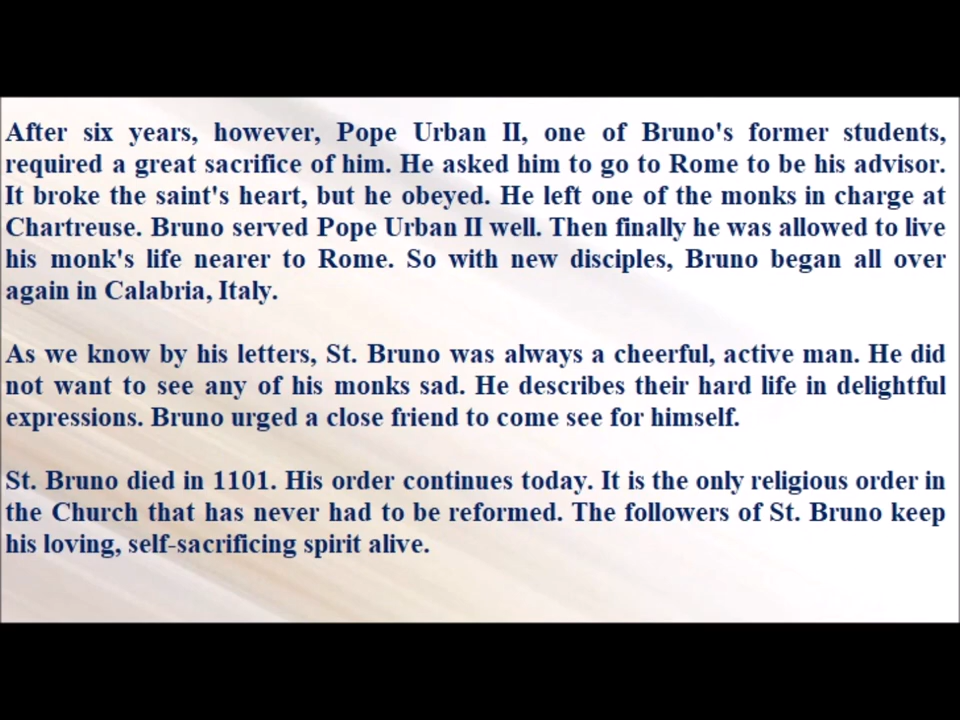 After six years, however, Pope Urban II, one of Bruno's former students,
required a great sacrifice of him. He asked him to go to Rome to be his advisor.
It broke the saint's heart, but he obeyed. He left one of the monks in charge at
Chartreuse. Bruno served Pope Urban II well. Then finally he was allowed to live
his monk's life nearer to Rome. So with new disciples, Bruno began all over
again in Calabria, Italy.
As we know by his letters, St. Bruno was always a cheerful, active man. He did
not want to see any of his monks sad. He describes their hard life in delightful
expressions. Bruno urged a close friend to come see for himself.
St. Bruno died in 1101. His order continues today. It is the only religious order in
the Church that has never had to be reformed. The followers of St. Bruno keep
his loving, self-sacrificing spirit alive.